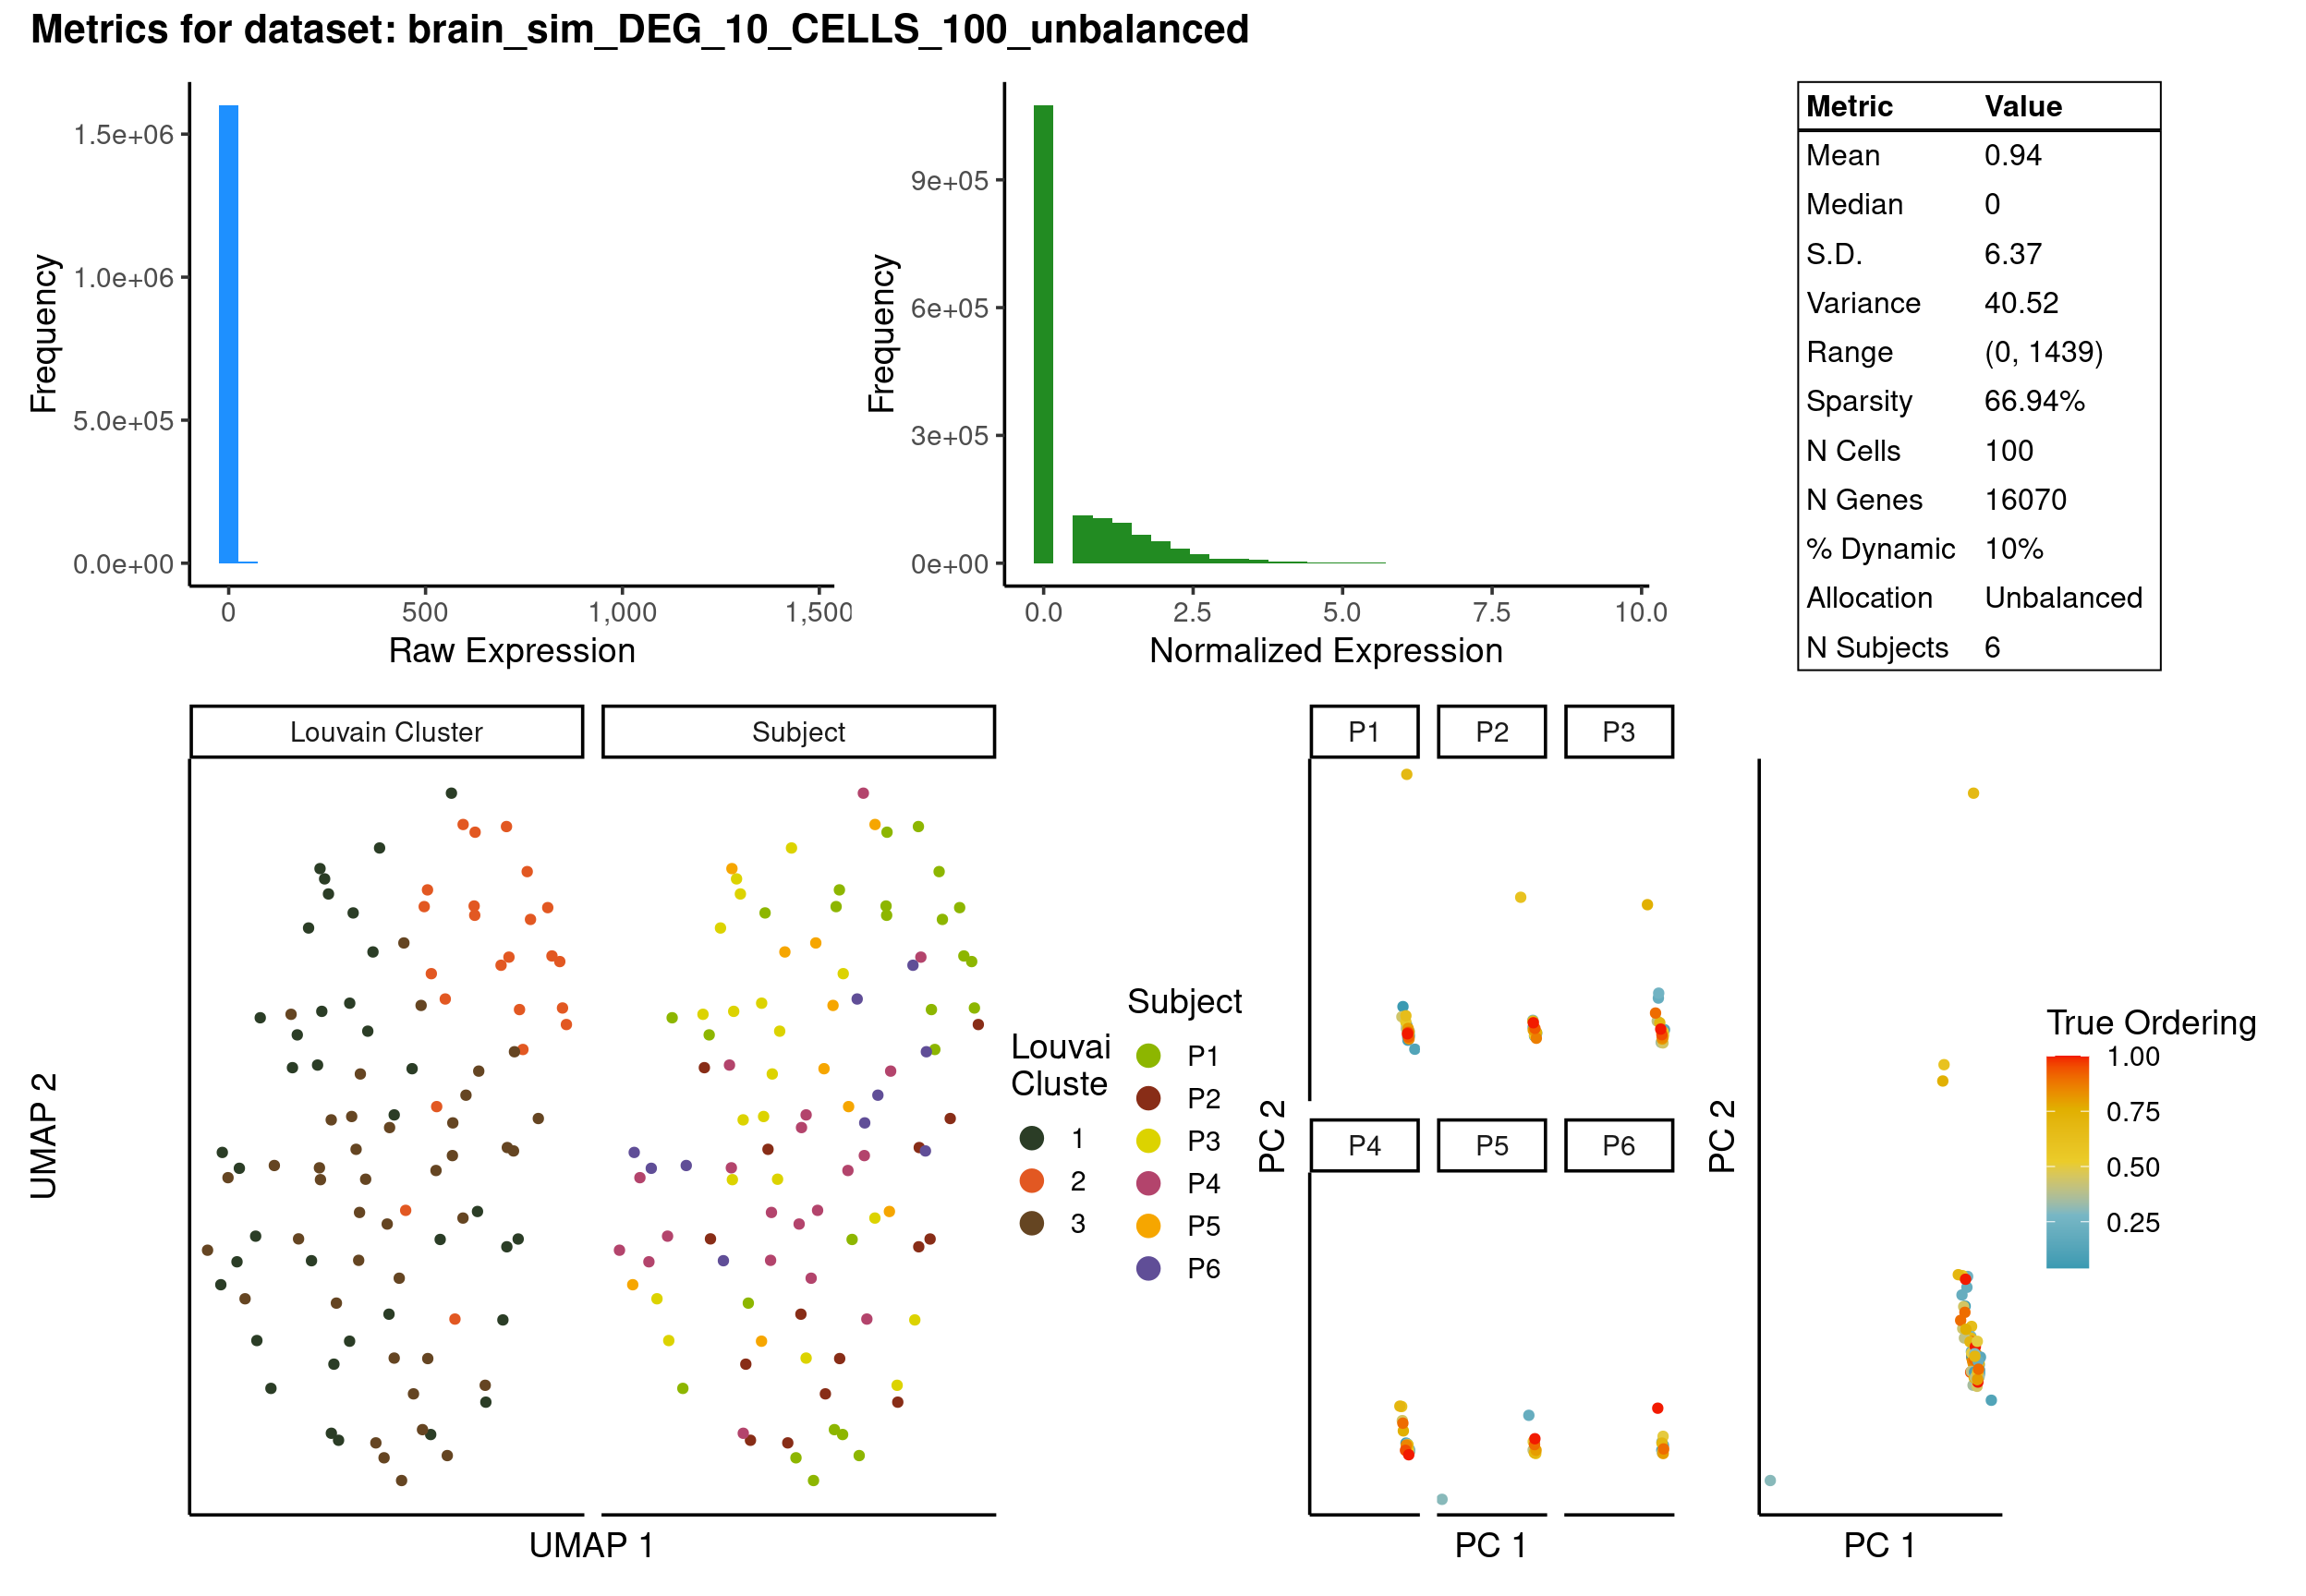 Metrics for dataset: brain_sim_DEG_10_CELLS_100_unbalanced
Frequency
1.5e+06
1.0e+06
5.0e+05
0.0e+00
0
500
1,000
1,500
Raw Expression
Frequency
9e+05
6e+05
3e+05
0e+00
0.0
2.5
5.0
7.5
10.0
Normalized Expression
Metric Value
Mean 0.94
Median 0
S.D. 6.37
Variance 40.52
Range (0, 1439)
Sparsity 66.94%
N Cells 100
N Genes 16070
% Dynamic 10%
Allocation Unbalanced
N Subjects 6
Louvain Cluster
Subject
UMAP 2
UMAP 1
Louvai
Cluste
1
2
3
Subject
P1
P2
P3
P4
P5
P6
P1
P2
P3
P4
P5
P6
PC 2
PC 1
PC 2
PC 1
True Ordering
1.00
0.75
0.50
0.25